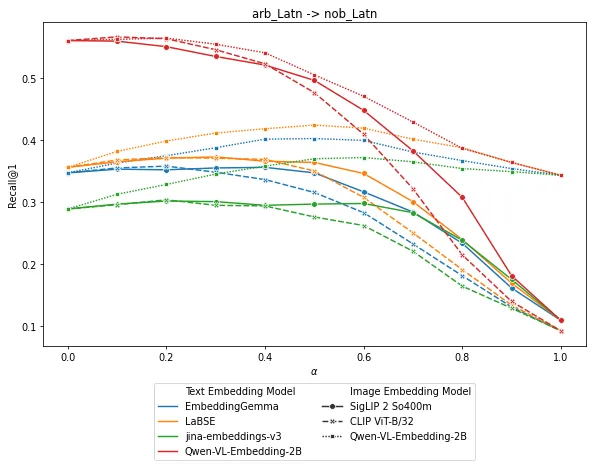 arb_Latn -> nob_Latn
Recall@1
0.5
0.4
0.3
0.2
0.1
0.0 0.2 0.4 0.6 0.8 1.0
α
Text Embedding Model Image Embedding Model
EmbeddingGemma SigLIP 2 So400m
LaBSE CLIP ViT-B/32
jina-embeddings-v3 Qwen-VL-Embedding-2B
Qwen-VL-Embedding-2B